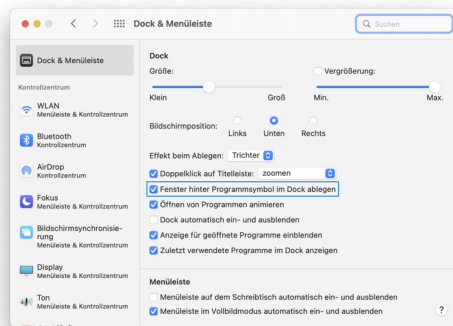 Dock & Menüleiste
Suchen
Dock & Menüleiste
Kontrollzentrum
WLAN
Menüleiste & Kontrollzentrum
Bluetooth
Kontrollzentrum
AirDrop
Kontrollzentrum
Fokus
Menüleiste & Kontrollzentrum
Bildschirmsynchronisie-
rung
Menüleiste & Kontrollzentrum
Display
Menüleiste & Kontrollzentrum
Ton
Menüleiste & Kontrollzentrum
Dock
Größe:
Vergrößerung:
Klein Groß Min. Max.
Bildschirmposition: Links Unten Rechts
Effekt beim Ablegen: Trichter
Doppelklick auf Titelleiste: zoomen
Fenster hinter Programmsymbol im Dock ablegen
Öffnen von Programmen animieren
Dock automatisch ein- und ausblenden
Anzeige für geöffnete Programme einblenden
Zuletzt verwendete Programme im Dock anzeigen
Menüleiste
Menüleiste auf dem Schreibtisch automatisch ein- und ausblenden
Menüleiste im Vollbildmodus automatisch ein- und ausblenden
?